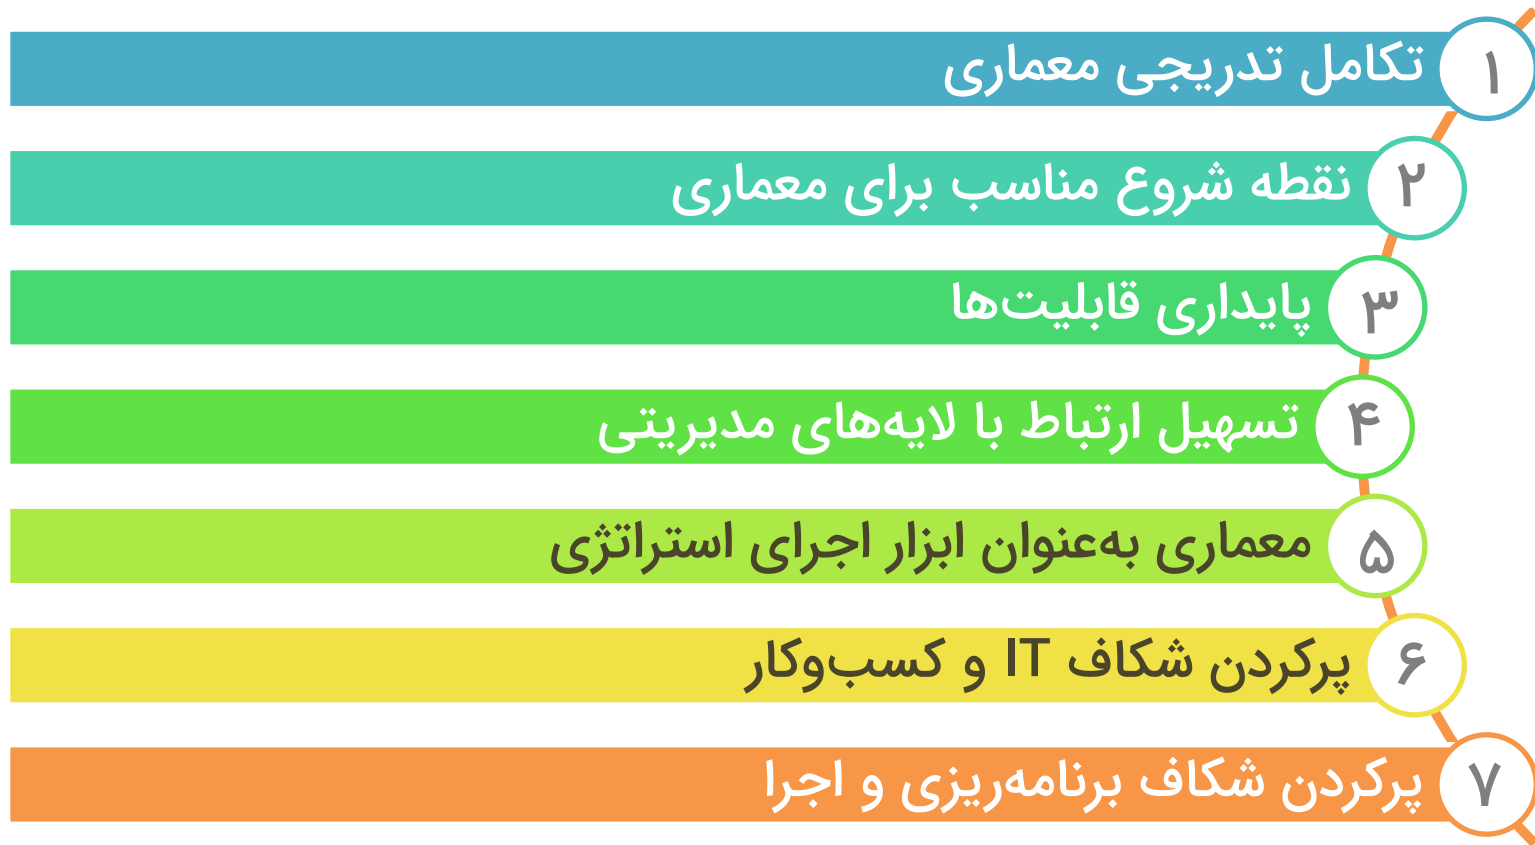 ۱ تکامل تدریجی معماری
۲ نقطه شروع مناسب برای معماری
۳ پایداری قابلیت‌ها
۴ تسهیل ارتباط با لایه‌های مدیریتی
۵ معماری به‌عنوان ابزار اجرای استراتژی
۶ پرکردن شکاف IT و کسب‌وکار
۷ پرکردن شکاف برنامه‌ریزی و اجرا